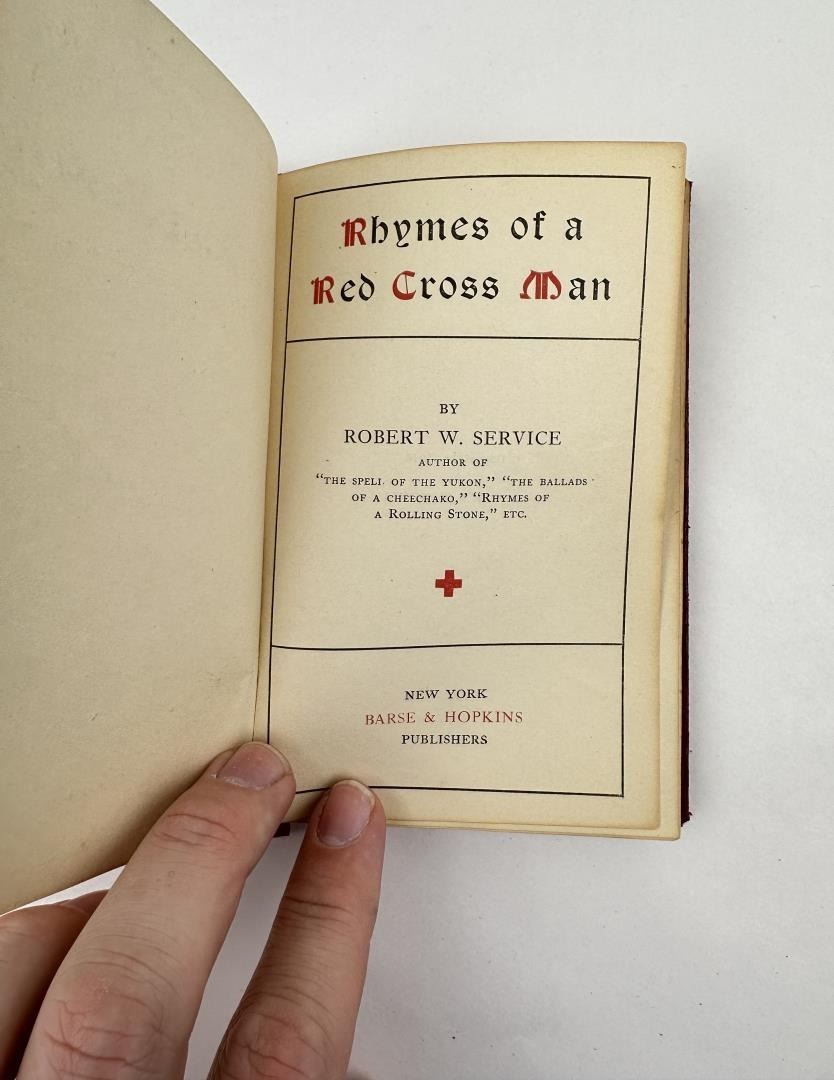 Rhymes of a
Red Cross Man
BY
ROBERT W. SERVICE
AUTHOR OF
"THE SPELL OF THE YUKON," "THE BALLADS
OF A CHEECHAKO," "RHYMES OF
A ROLLING STONE," ETC.
NEW YORK
BARSE & HOPKINS
PUBLISHERS